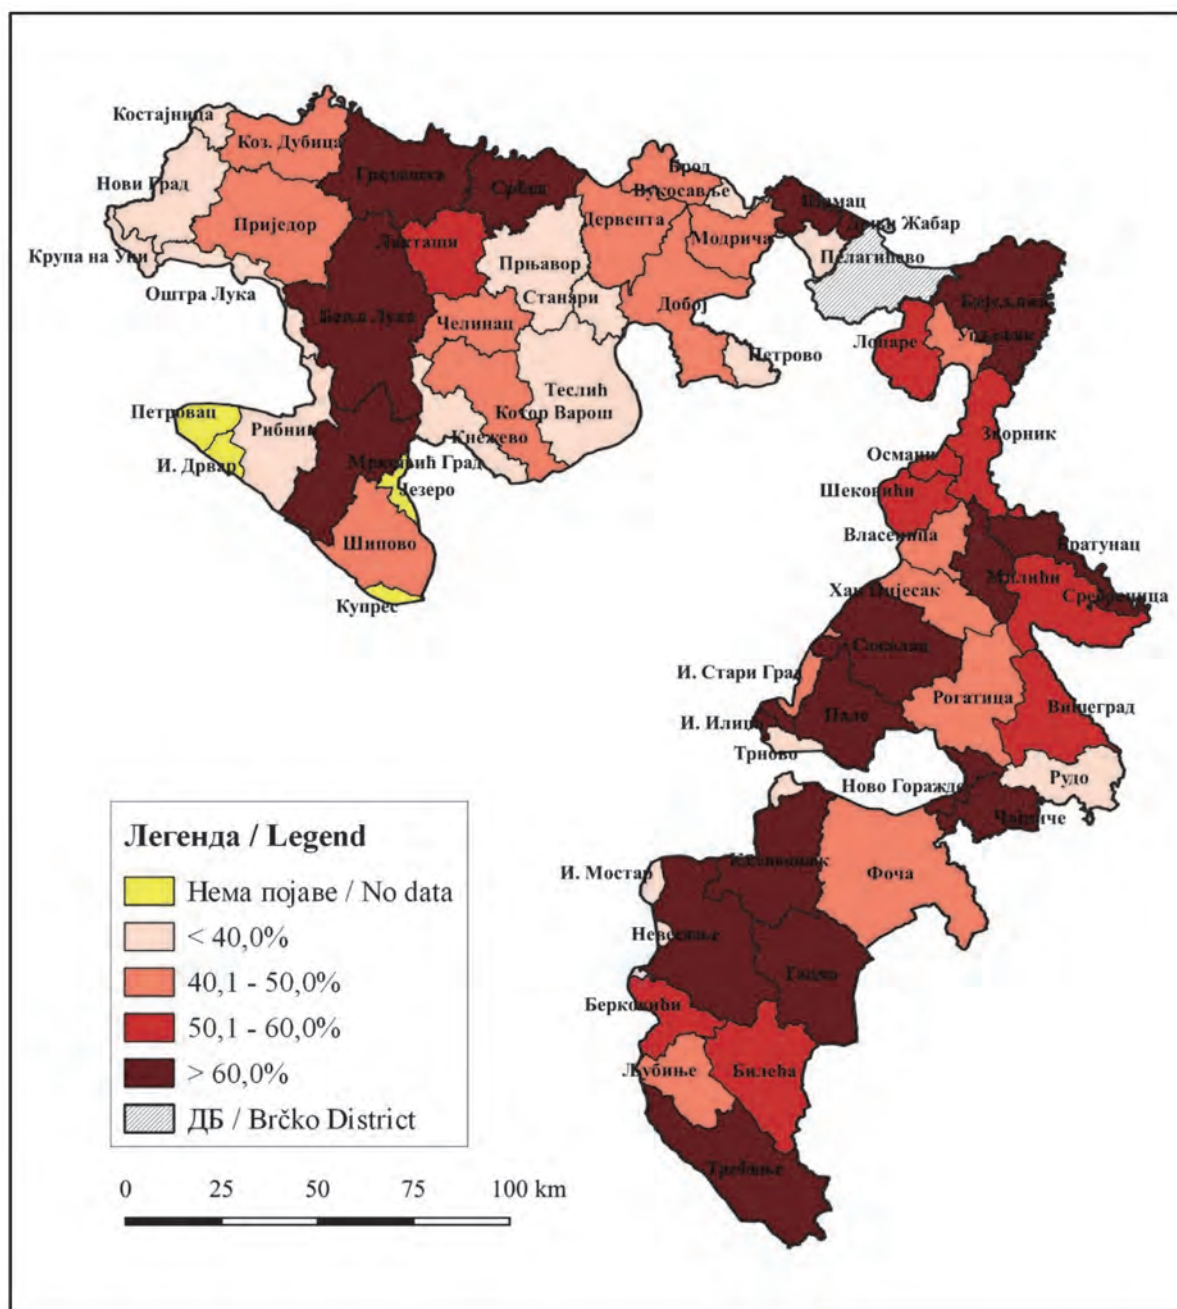 Костајница
Коз. Дубица
Градишка
Србац
Брод
Нови Град
Вукосавље
Шамац
Приједор
Дервента
Модрича
Доњи Жабар
Лакташи
Пелагићево
Крупа на Уни
Прњавор
Оштра Лука
Станари
Добој
Бијељина
Бања Лука
Челинац
Лопаре
Угљевик
Петрово
Теслић
Петровац
Рибник
Котор Варош
Кнежево
Зворник
И. Дрвар
Мркоњић Град
Осмаци
Језеро
Шековићи
Шипово
Власеница
Братунац
Милићи
Купрес
Хан Пијесак
Сребреница
Соколац
И. Стари Град
Рогатица
Вишеград
И. Илиџа
Пале
Трново
Ново Горажде
Рудо
Чајниче
Калиновик
И. Мостар
Фоча
Невесиње
Гацко
Берковићи
Љубиње
Билећа
Требиње
Легенда / Legend
Нема појаве / No data
< 40,0%
40,1 - 50,0%
50,1 - 60,0%
> 60,0%
ДБ / Brčko District
0 25 50 75 100 km